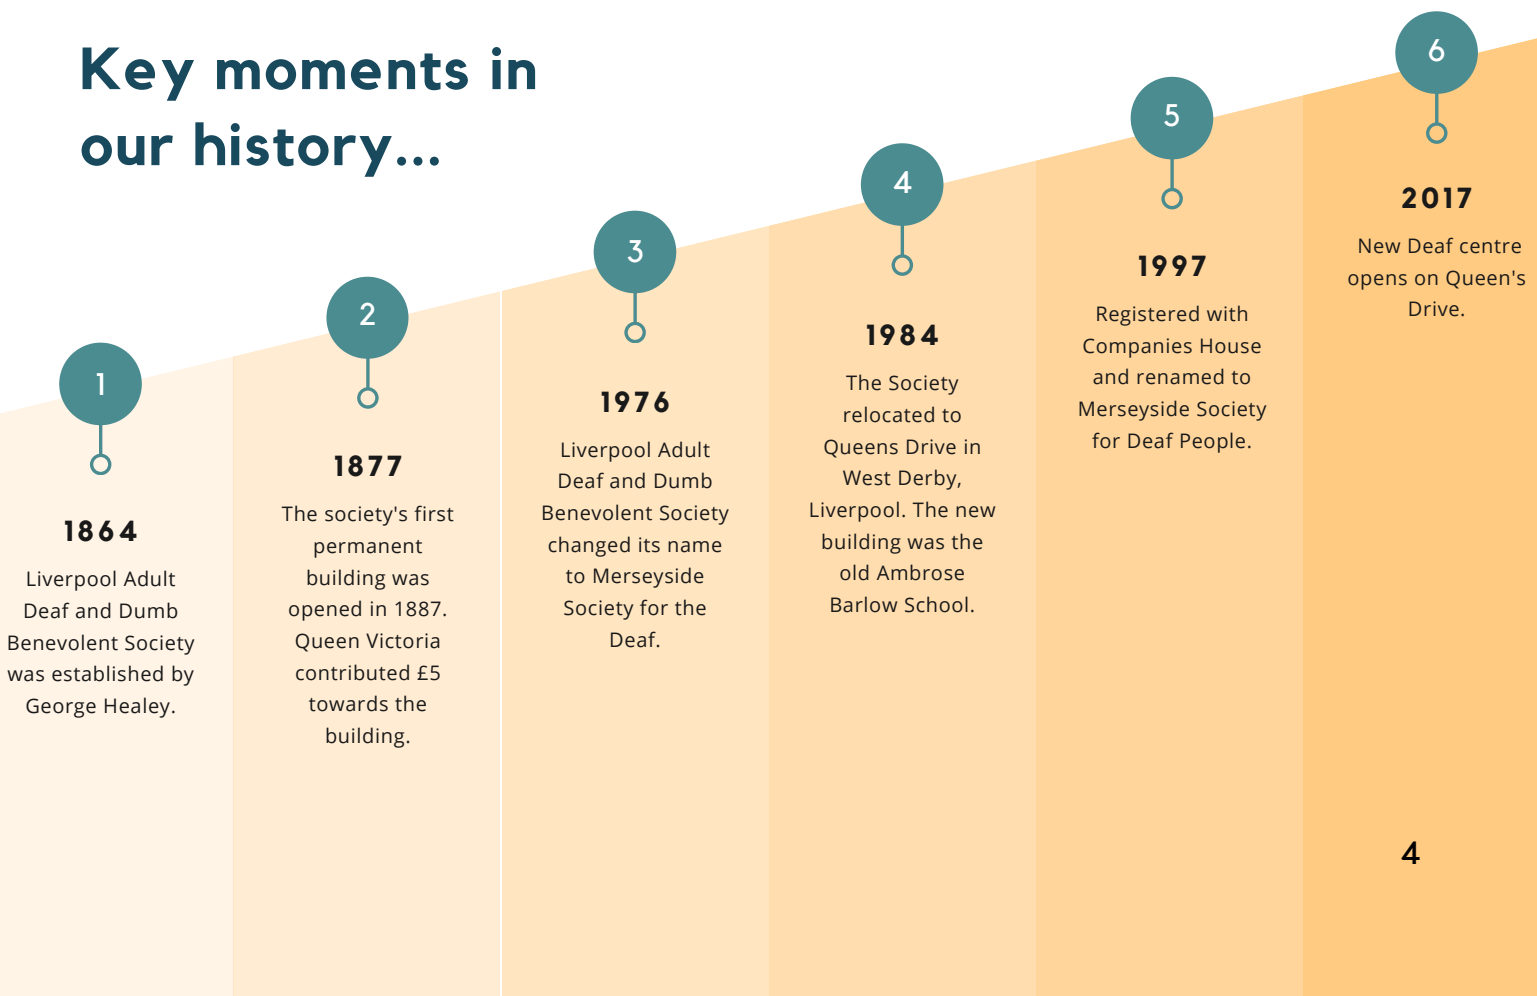 Key moments in
our history...
1
1864
Liverpool Adult
Deaf and Dumb
Benevolent Society
was established by
George Healey.
2
1877
The society's first
permanent
building was
opened in 1887.
Queen Victoria
contributed £5
towards the
building.
3
1976
Liverpool Adult
Deaf and Dumb
Benevolent Society
changed its name
to Merseyside
Society for the
Deaf.
4
1984
The Society
relocated to
Queens Drive in
West Derby,
Liverpool. The new
building was the
old Ambrose
Barlow School.
5
1997
Registered with
Companies House
and renamed to
Merseyside Society
for Deaf People.
6
2017
New Deaf centre
opens on Queen's
Drive.
4